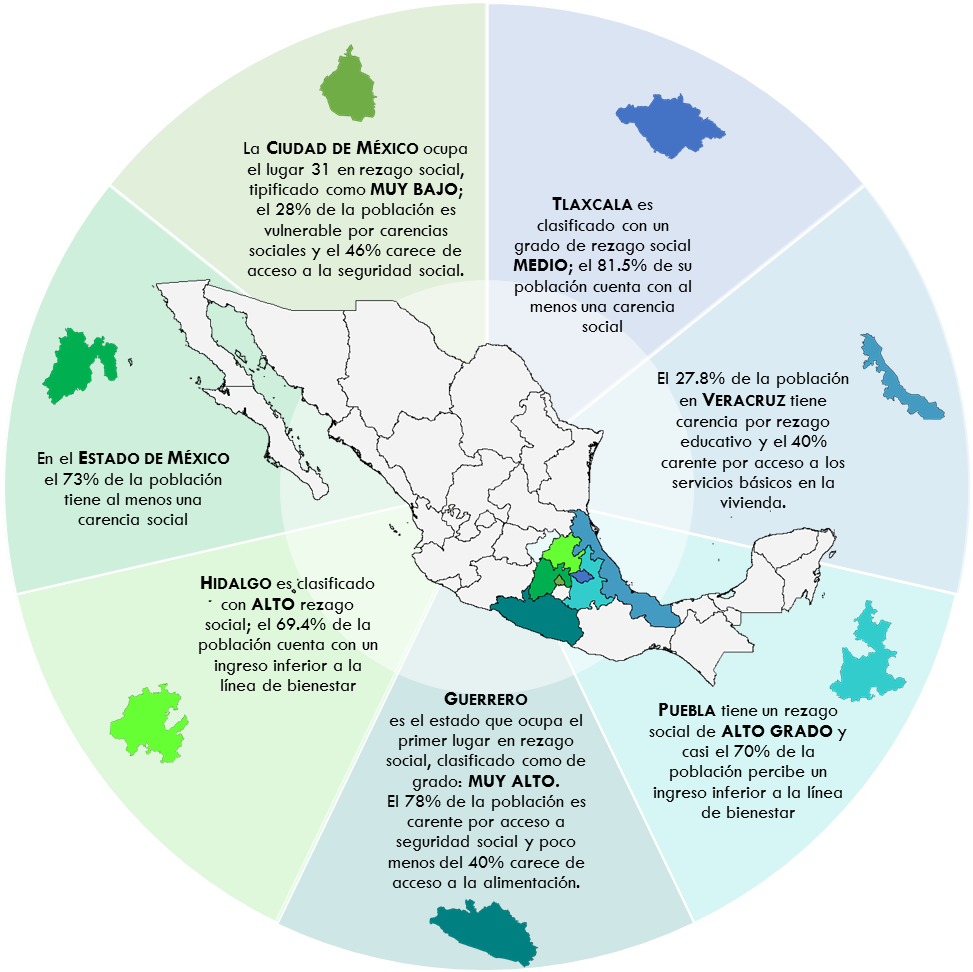 La CIUDAD DE MÉXICO ocupa
el lugar 31 en rezago social,
tipificado como MUY BAJO;
el 28% de la población es
vulnerable por carencias
sociales y el 46% carece de
acceso a la seguridad social.
TLAXCALA es
clasificado con un
grado de rezago social
MEDIO; el 81.5% de su
población cuenta con al
menos una carencia
social
El 27.8% de la población
en VERACRUZ tiene
carencia por rezago
educativo y el 40%
carente por acceso a los
servicios básicos en la
vivienda.
En el ESTADO DE MÉXICO
el 73% de la población
tiene al menos una
carencia social
HIDALGO es clasificado
con ALTO rezago
social; el 69.4% de la
población cuenta con un
ingreso inferior a la
línea de bienestar
GUERRERO
es el estado que ocupa el
primer lugar en rezago
social, clasificado como de
grado: MUY ALTO.
El 78% de la población es
carente por acceso a
seguridad social y poco
menos del 40% carece de
acceso a la alimentación.
PUEBLA tiene un rezago
social de ALTO GRADO y
casi el 70% de la
población percibe un
ingreso inferior a la línea
de bienestar